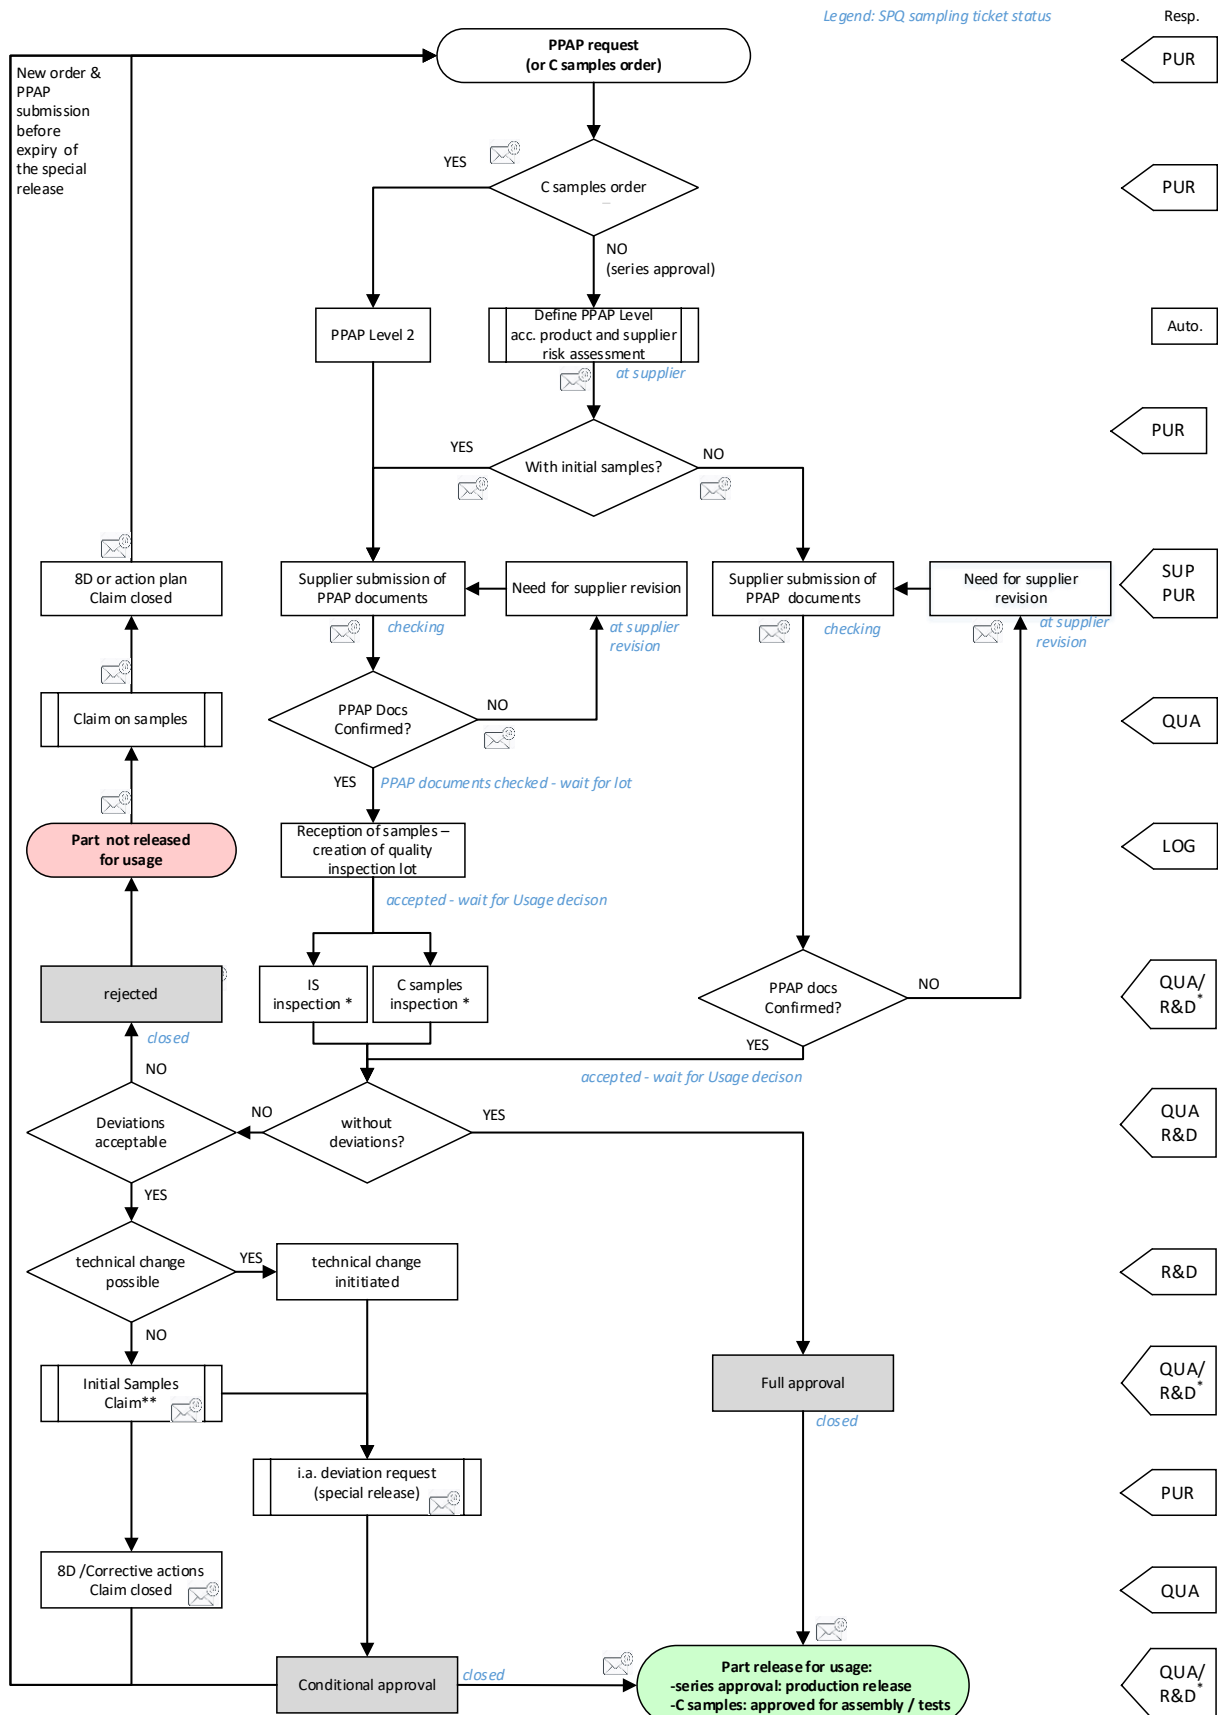 Legend: SPQ sampling ticket status
Resp.
PPAP request
(or C samples order)
PUR
New order &
PPAP
submission
before
expiry of
the special
release
YES
C samples order
PUR
NO
(series approval)
PPAP Level 2
Define PPAP Level
acc. product and supplier
risk assessment
Auto.
at supplier
PUR
YES
With initial samples?
NO
8D or action plan
Claim closed
Supplier submission of
PPAP documents
Need for supplier revision
Supplier submission of
PPAP documents
Need for supplier
revision
SUP
PUR
checking
at supplier
revision
checking
at supplier
revision
Claim on samples
PPAP Docs
Confirmed?
NO
QUA
YES
PPAP documents checked - wait for lot
Part not released
for usage
Reception of samples –
creation of quality
inspection lot
LOG
accepted - wait for Usage decison
rejected
IS
inspection *
C samples
inspection *
PPAP docs
Confirmed?
NO
QUA/
R&D*
closed
YES
NO
accepted - wait for Usage decison
Deviations
acceptable
NO
without
deviations?
YES
QUA
R&D
YES
technical change
possible
YES
technical change
inititiated
R&D
NO
Initial Samples
Claim**
Full approval
QUA/
R&D*
closed
i.a. deviation request
(special release)
PUR
8D /Corrective actions
Claim closed
QUA
Conditional approval
closed
Part release for usage:
-series approval: production release
-C samples: approved for assembly / tests
QUA/
R&D*